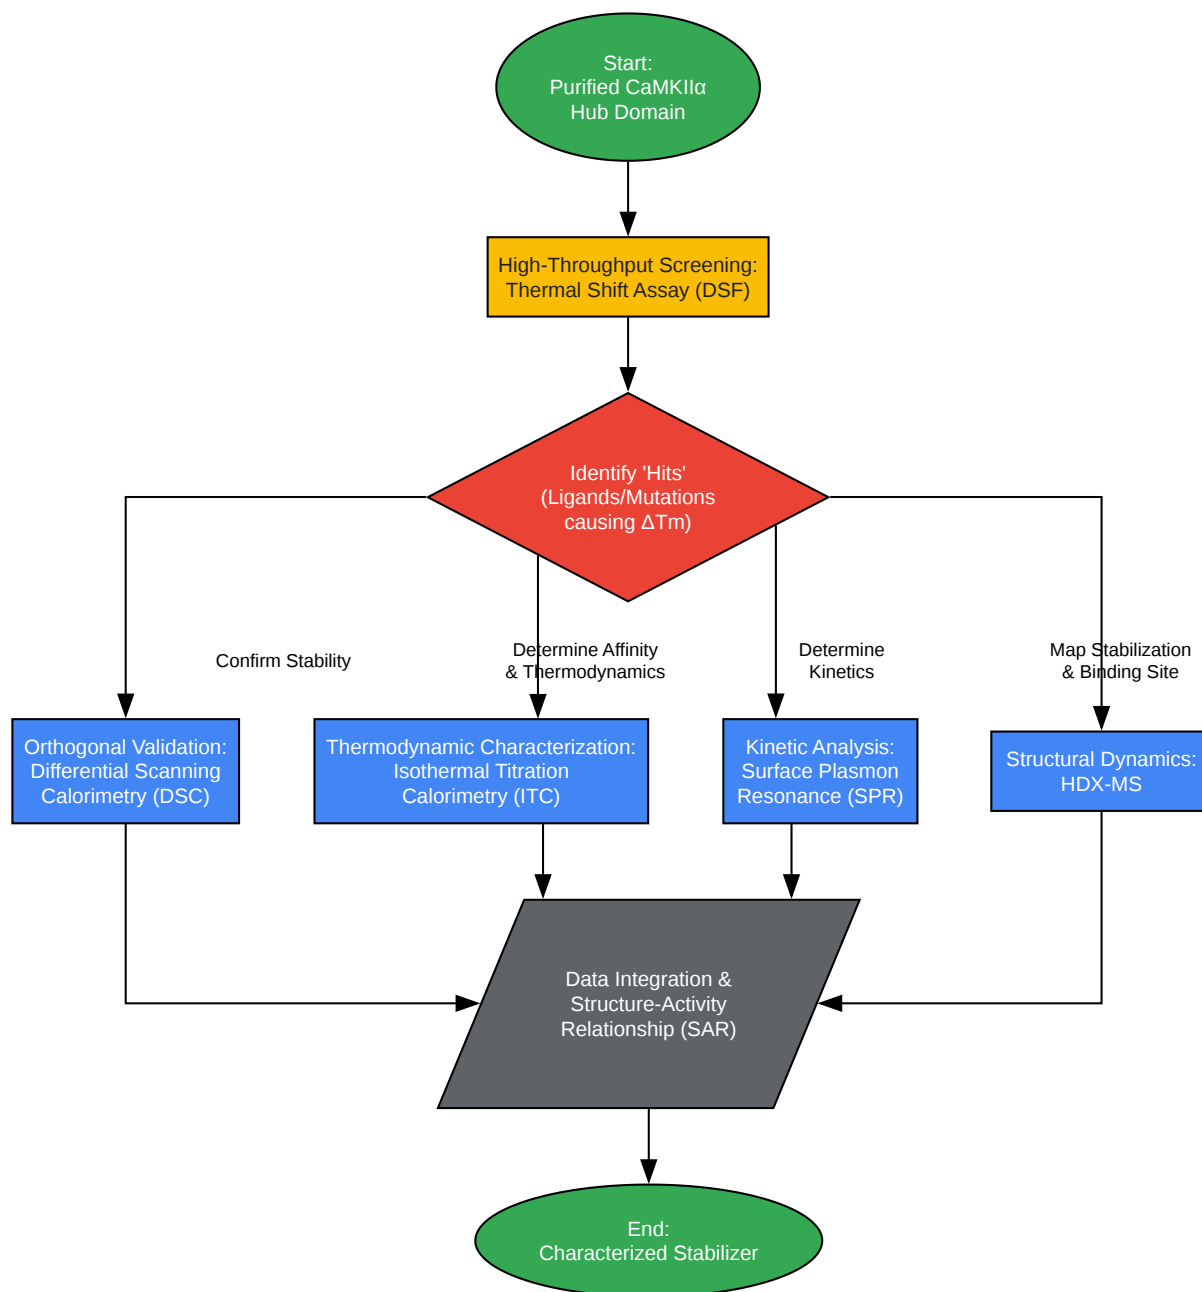 Start:
Purified CaMKIIα
Hub Domain
High-Throughput Screening:
Thermal Shift Assay (DSF)
Identify 'Hits'
(Ligands/Mutations
causing ΔTm)
Confirm Stability
Determine Affinity
& Thermodynamics
Determine
Kinetics
Map Stabilization
& Binding Site
Orthogonal Validation:
Differential Scanning
Calorimetry (DSC)
Thermodynamic Characterization:
Isothermal Titration
Calorimetry (ITC)
Kinetic Analysis:
Surface Plasmon
Resonance (SPR)
Structural Dynamics:
HDX-MS
Data Integration &
Structure-Activity
Relationship (SAR)
End:
Characterized Stabilizer